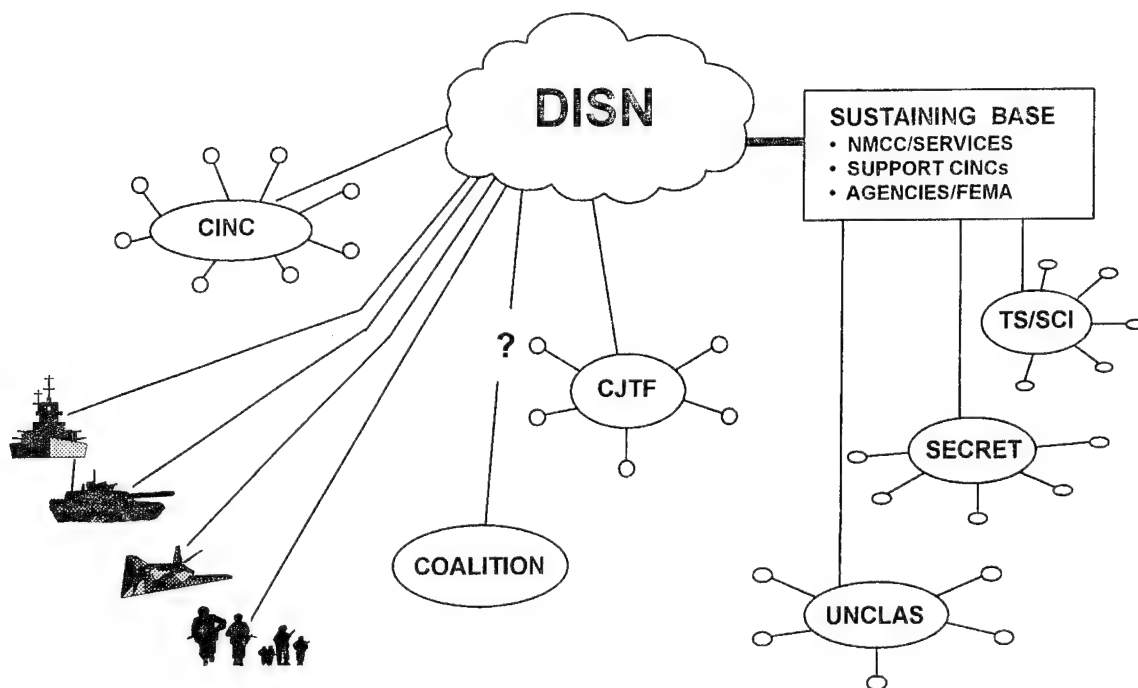 DISN
SUSTAINING BASE
• NMCC/SERVICES
• SUPPORT CINCs
• AGENCIES/FEMA
CINC
TS/SCI
?
CJTF
SECRET
COALITION
UNCLAS